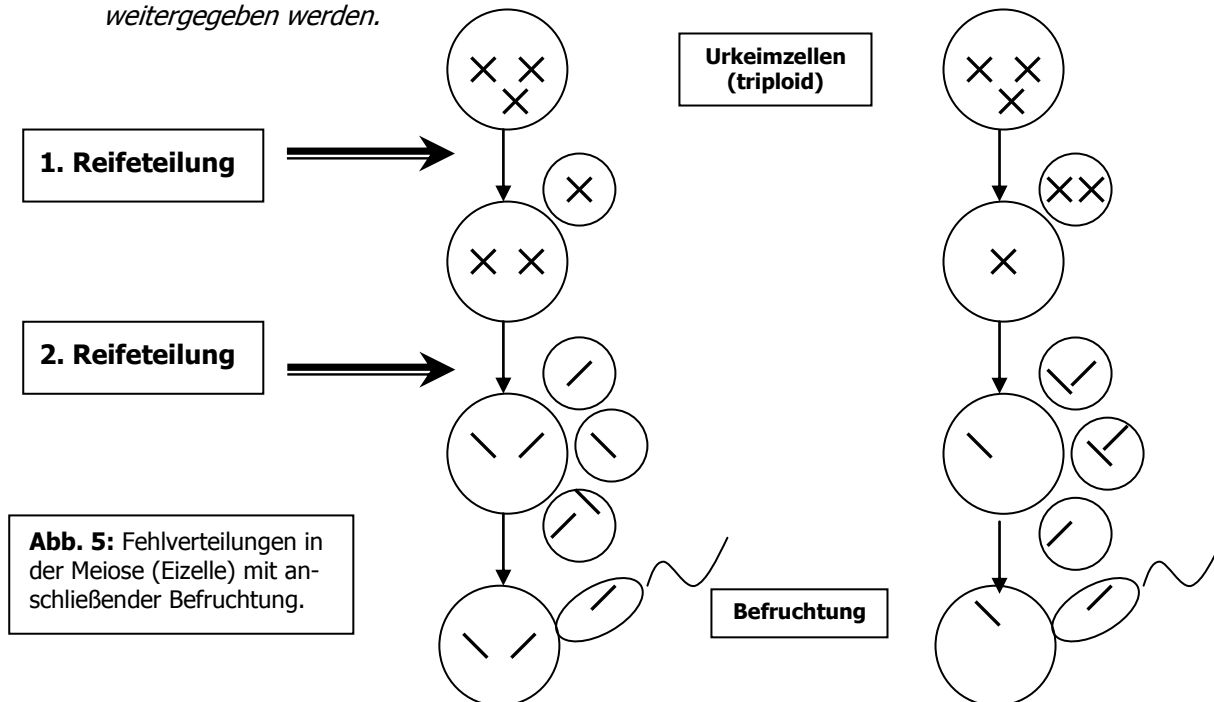 weitergegeben werden.
Urkeimzellen
(triploid)
1. Reifeteilung
2. Reifeteilung
Abb. 5: Fehlverteilungen in
der Meiose (Eizelle) mit an-
schließender Befruchtung.
Befruchtung